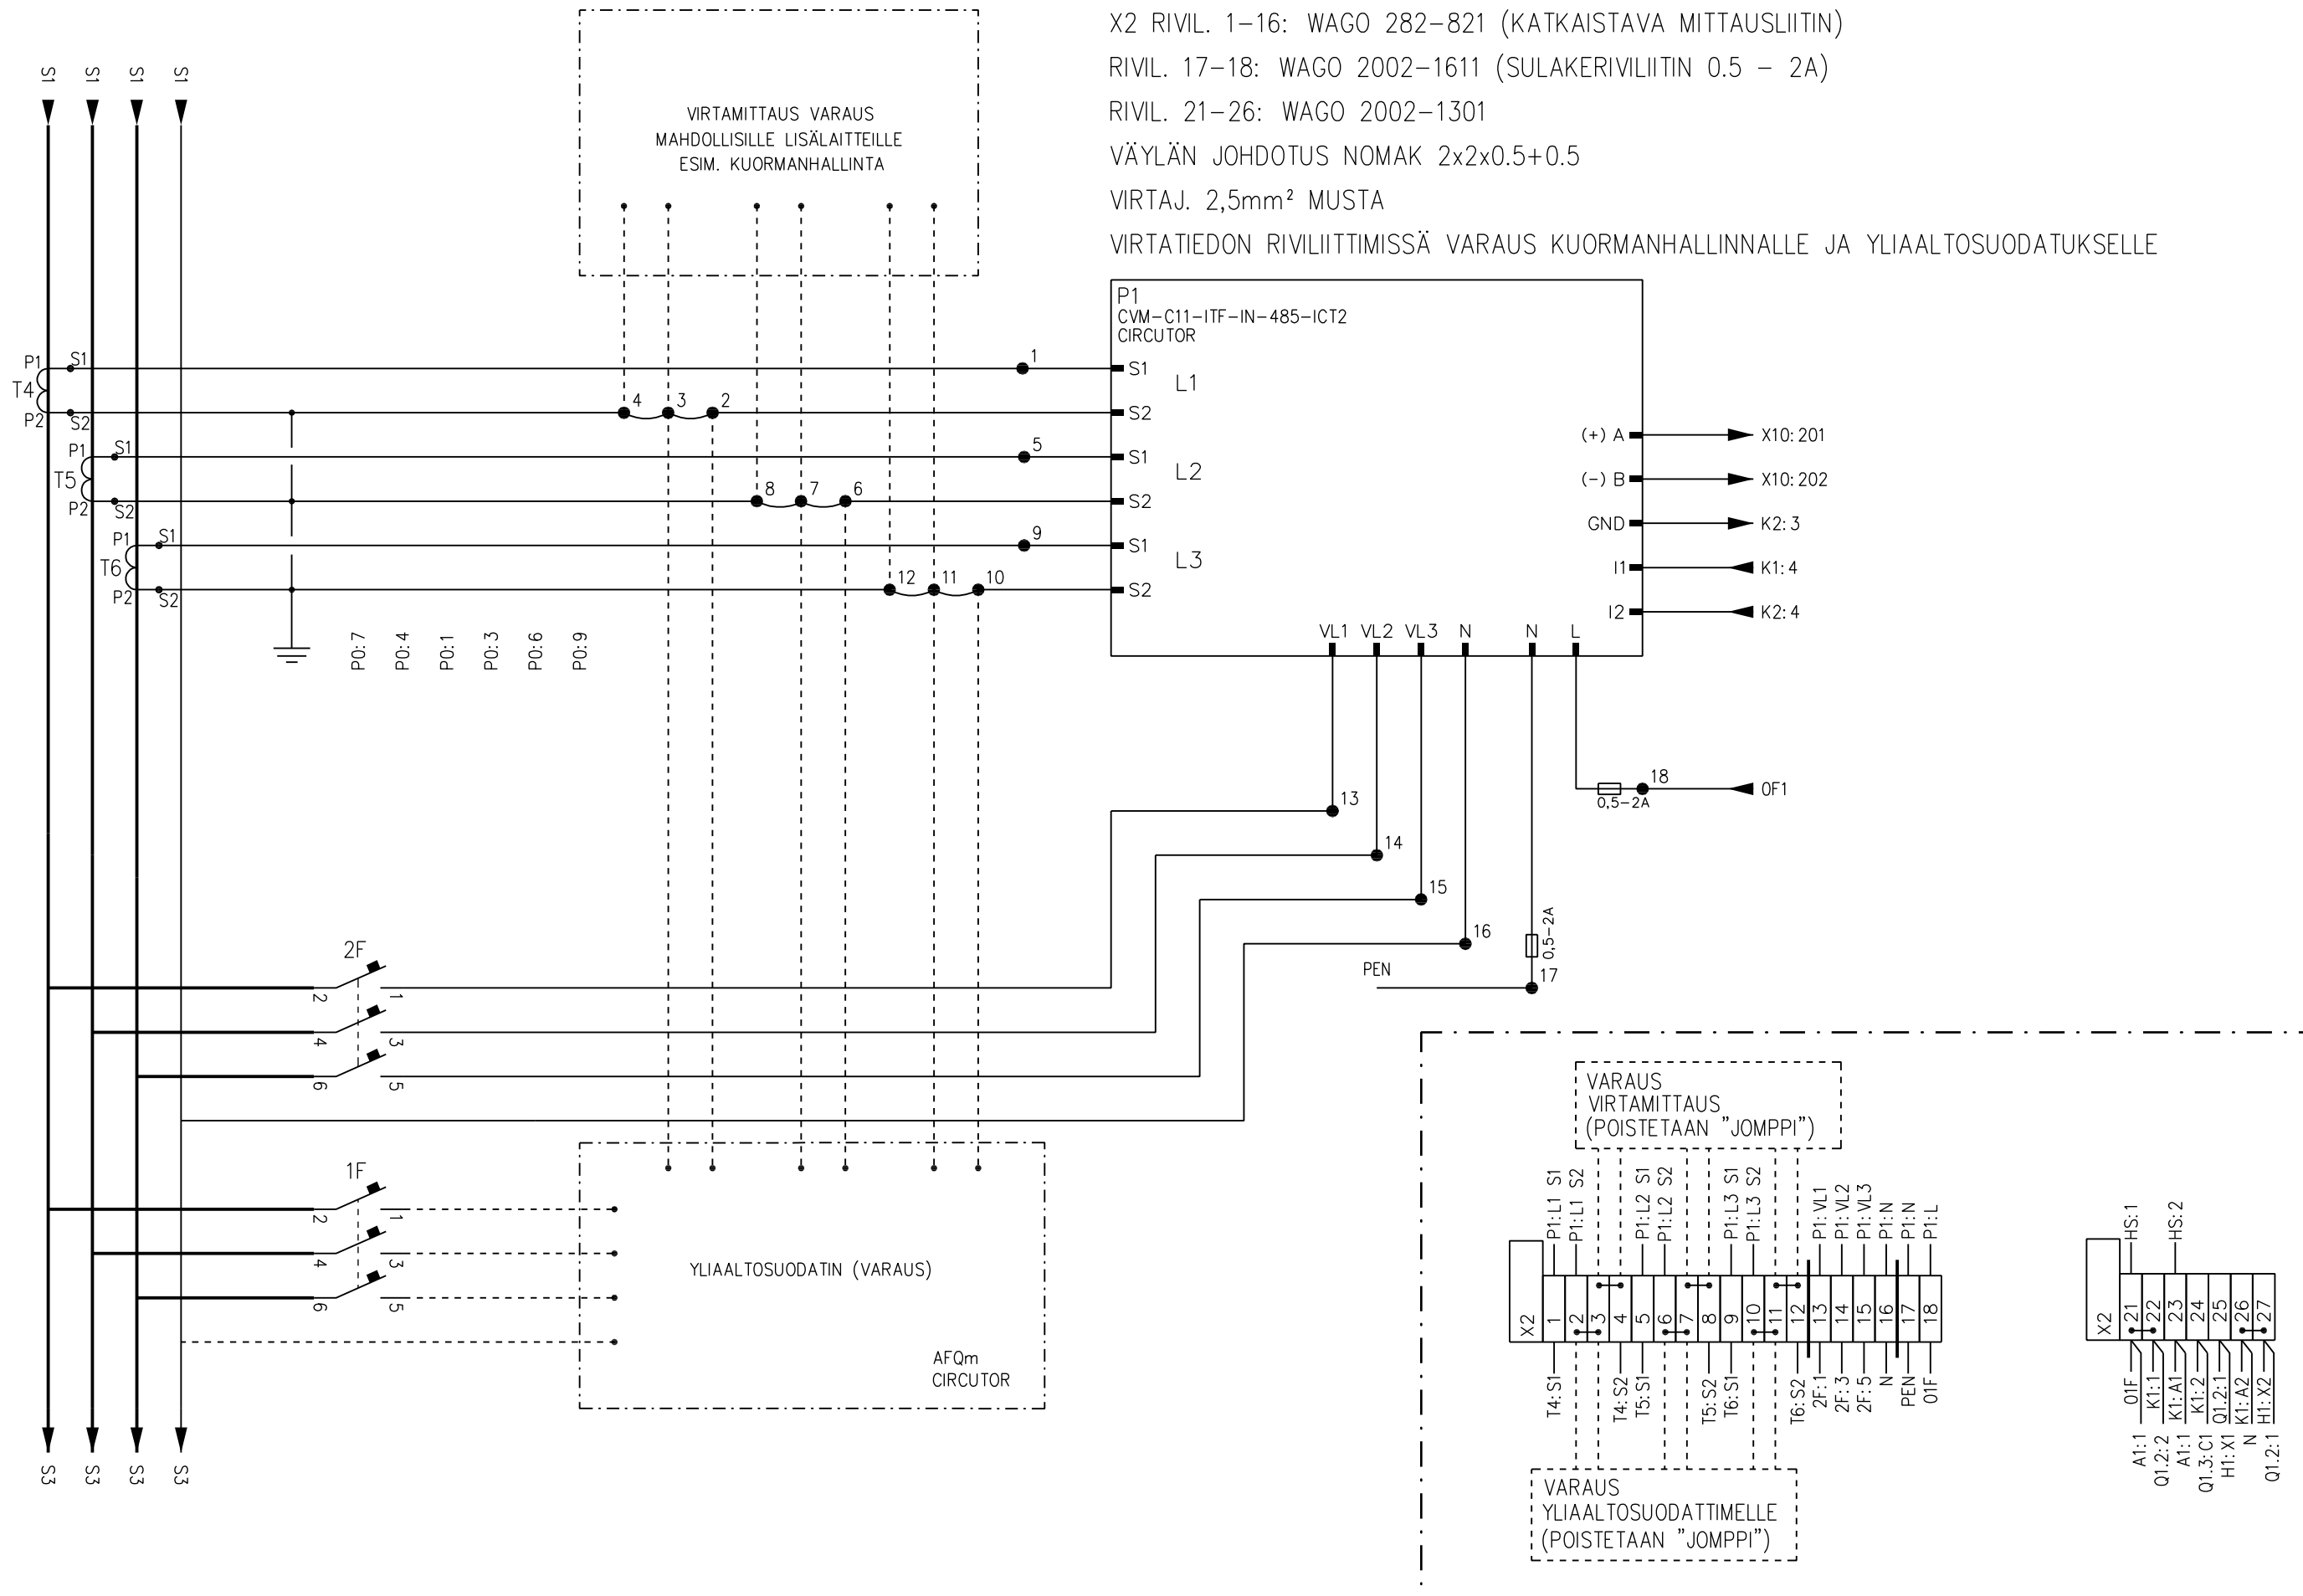 X2 RIVIL. 1-16: WAGO 282-821 (KATKAISTAVA MITTAUSLIITIN)
RIVIL. 17-18: WAGO 2002-1611 (SULAKERIVILIITIN 0.5 - 2A)
RIVIL. 21-26: WAGO 2002-1301
VÄYLÄN JOHDOTUS NOMAK 2x2x0.5+0.5
VIRTAJ. 2,5mm² MUSTA
VIRTATIEDON RIVILIITTIMISSÄ VARAUS KUORMANHALLINNALLE JA YLIAALTOSUODATUKSELLE
S1 S1 S1 S1
VIRTAMITTAUS VARAUS
MAHDOLLISILLE LISÄLAITTEILLE
ESIM. KUORMANHALLINTA
P1
CVM-C11-ITF-IN-485-ICT2
CIRCUTOR
P1 S1 1 S1
T4 L1
P2 S2 4 3 2 S2
P1 S1 5 S1
T5 L2
P2 S2 8 7 6 S2
P1 S1 9 S1
T6 L3
P2 S2 12 11 10 S2
(+) A X10:201
(-) B X10:202
GND K2:3
I1 K1:4
I2 K2:4
VL1 VL2 VL3 N N L
P0:7 P0:4 P0:1 P0:3 P0:6 P0:9
18 0F1
0,5-2A
13
14
15
16
0,5-2A
PEN 17
2F
2 1
4 3
6 5
1F
2 1
4 3
6 5
YLIAALTOSUODATIN (VARAUS)
AFQm
CIRCUTOR
S3 S3 S3 S3
VARAUS
VIRTAMITTAUS
(POISTETAAN "JOMPPI")
P1:L1 S1 P1:L1 S2 P1:L2 S1 P1:L2 S2 P1:L3 S1 P1:L3 S2 P1:VL1 P1:VL2 P1:VL3 P1:N P1:N P1:L
X2 1 2 3 4 5 6 7 8 9 10 11 12 13 14 15 16 17 18
T4:S1 T4:S2 T5:S1 T5:S2 T6:S1 T6:S2 2F:1 2F:3 2F:5 N PEN 01F
VARAUS
YLIAALTOSUODATTIMELLE
(POISTETAAN "JOMPPI")
HS:1 HS:2
X2 21 22 23 24 25 26 27
01F K1:1 K1:A1 K1:2 Q1.2:1 K1:A2 H1:X2
A1:1 Q1.2:2 A1:1 Q1.3:C1 H1:X1 N Q1.2:1